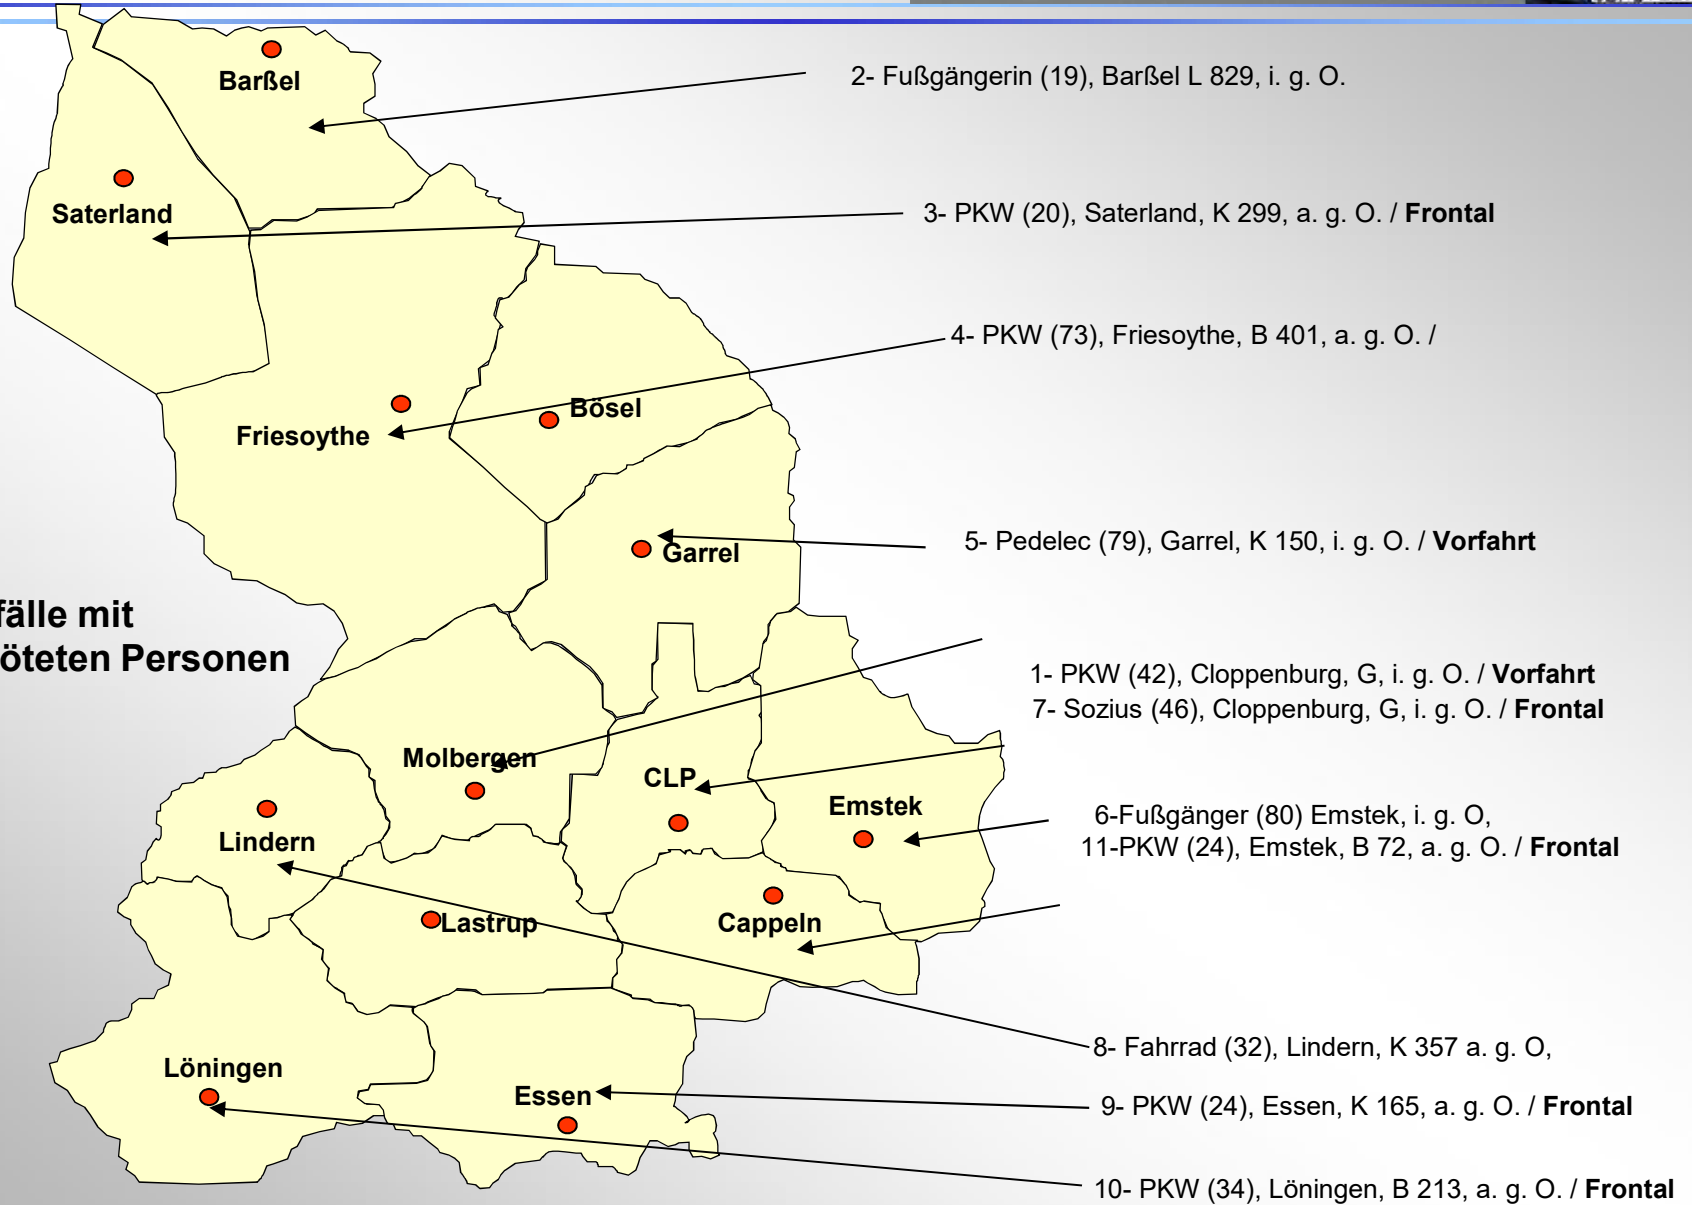 Barßel
2- Fußgängerin (19), Barßel L 829, i. g. O.
Saterland
3- PKW (20), Saterland, K 299, a. g. O. / Frontal
4- PKW (73), Friesoythe, B 401, a. g. O. /
Bösel
Friesoythe
5- Pedelec (79), Garrel, K 150, i. g. O. / Vorfahrt
Garrel
fälle mit
öteten Personen
1- PKW (42), Cloppenburg, G, i. g. O. / Vorfahrt
7- Sozius (46), Cloppenburg, G, i. g. O. / Frontal
Molbergen
CLP
Emstek
6-Fußgänger (80) Emstek, i. g. O,
11-PKW (24), Emstek, B 72, a. g. O. / Frontal
Lindern
Lastrup
Cappeln
8- Fahrrad (32), Lindern, K 357 a. g. O,
Löningen
Essen
9- PKW (24), Essen, K 165, a. g. O. / Frontal
10- PKW (34), Löningen, B 213, a. g. O. / Frontal